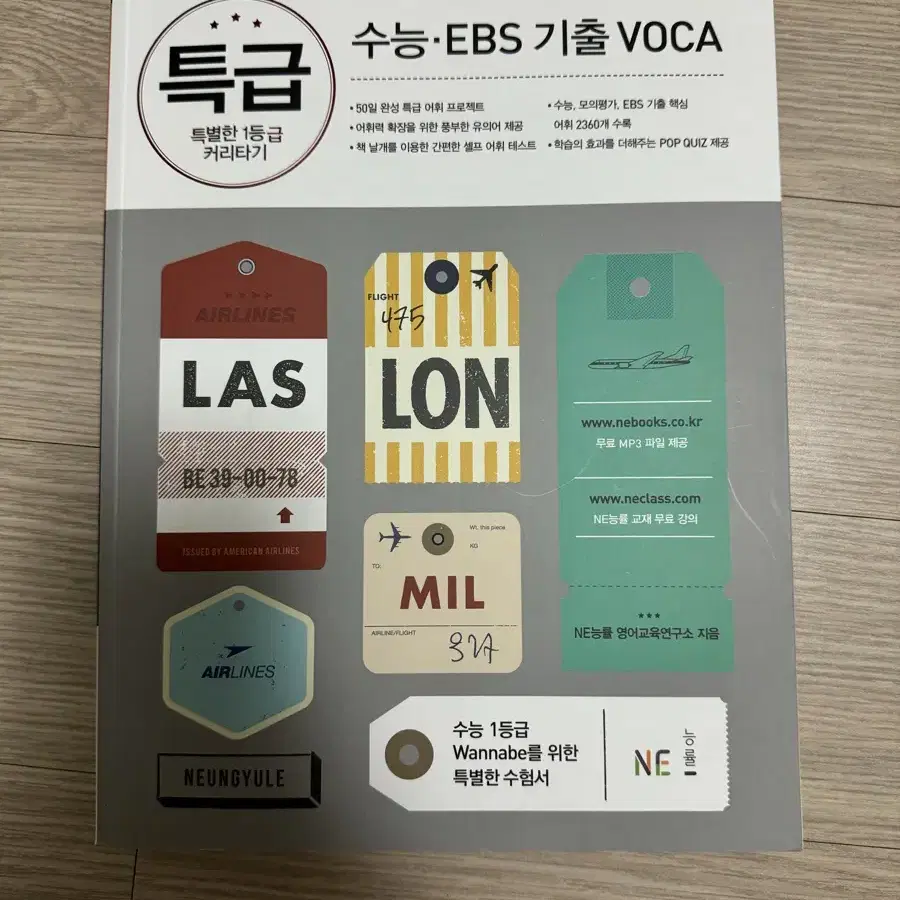 특급
특별한 1등급
커리타기
수능·EBS 기출 VOCA
• 50일 완성 특급 어휘 프로젝트
• 어휘력 확장을 위한 풍부한 유의어 제공
• 책 날개를 이용한 간편한 셀프 어휘 테스트
• 수능, 모의평가, EBS 기출 핵심
어휘 2360개 수록
• 학습의 효과를 더해주는 POP QUIZ 제공
AIRLINES
LAS
BE 39-00-78
ISSUED BY AMERICAN AIRLINES
FLIGHT
475
LON
www.nebooks.co.kr
무료 MP3 파일 제공
www.neclass.com
NE능률 교재 무료 강의
NE능률 영어교육연구소 지음
Wt, this piece
KG
TO.
MIL
AIRLINE/FLIGHT
AIRLINES
NEUNGYULE
수능 1등급
Wannabe를 위한
특별한 수험서
NE 능률